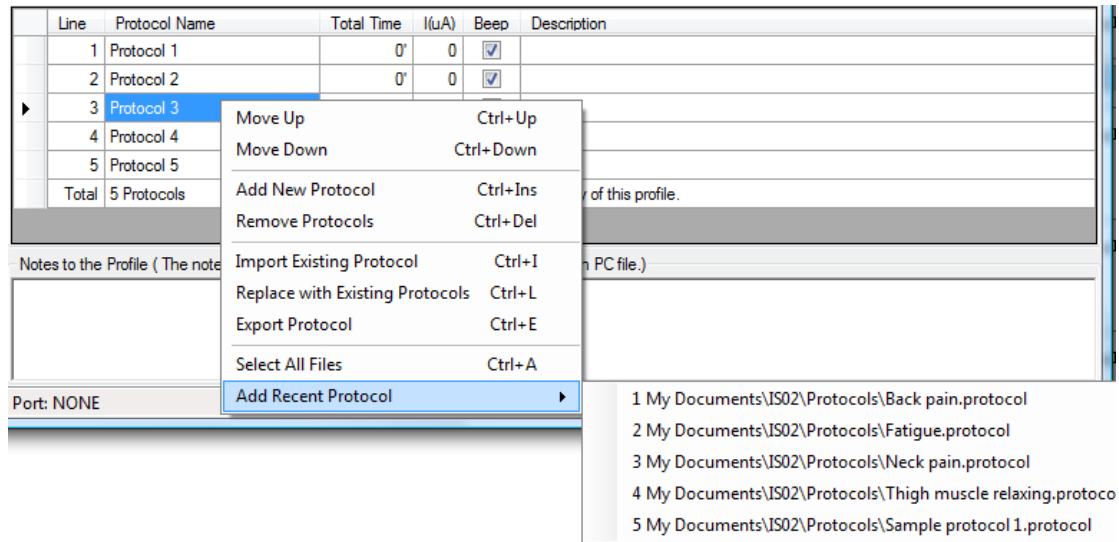 Line Protocol Name Total Time I(uA) Beep Description
1 Protocol 1 0' 0
2 Protocol 2 0' 0
3 Protocol 3
4 Protocol 4
5 Protocol 5
Total 5 Protocols of this profile.
Move Up Ctrl+Up
Move Down Ctrl+Down
Add New Protocol Ctrl+Ins
Remove Protocols Ctrl+Del
Import Existing Protocol Ctrl+I
Replace with Existing Protocols Ctrl+L
Export Protocol Ctrl+E
Select All Files Ctrl+A
Add Recent Protocol
Notes to the Profile ( The note PC file.)
Port: NONE
1 My Documents\IS02\Protocols\Back pain.protocol
2 My Documents\IS02\Protocols\Fatigue.protocol
3 My Documents\IS02\Protocols\Neck pain.protocol
4 My Documents\IS02\Protocols\Thigh muscle relaxing.protoco
5 My Documents\IS02\Protocols\Sample protocol 1.protocol